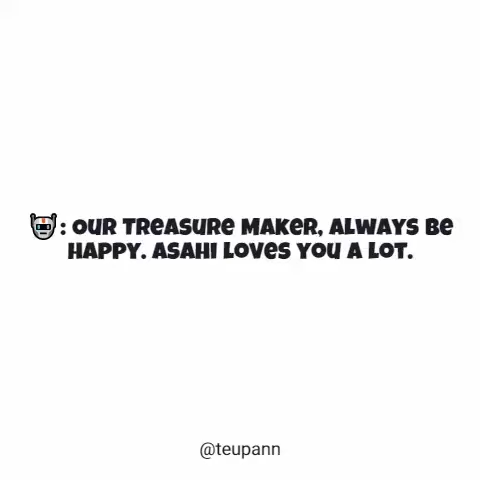 🤖: OUR TREASURE MAKER, ALWAYS BE
HAPPY. ASAHI LOVES YOU A LOT.
@teupann